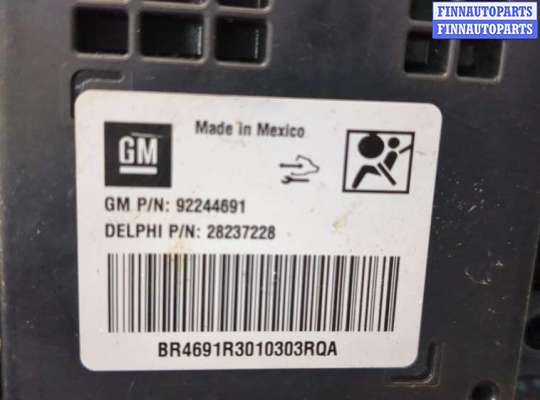 FINNAUTOPARTS
FINNAUTOPARTS
Made in Mexico
GM
GM P/N: 92244691
DELPHI P/N: 28237228
BR4691R3010303RQA